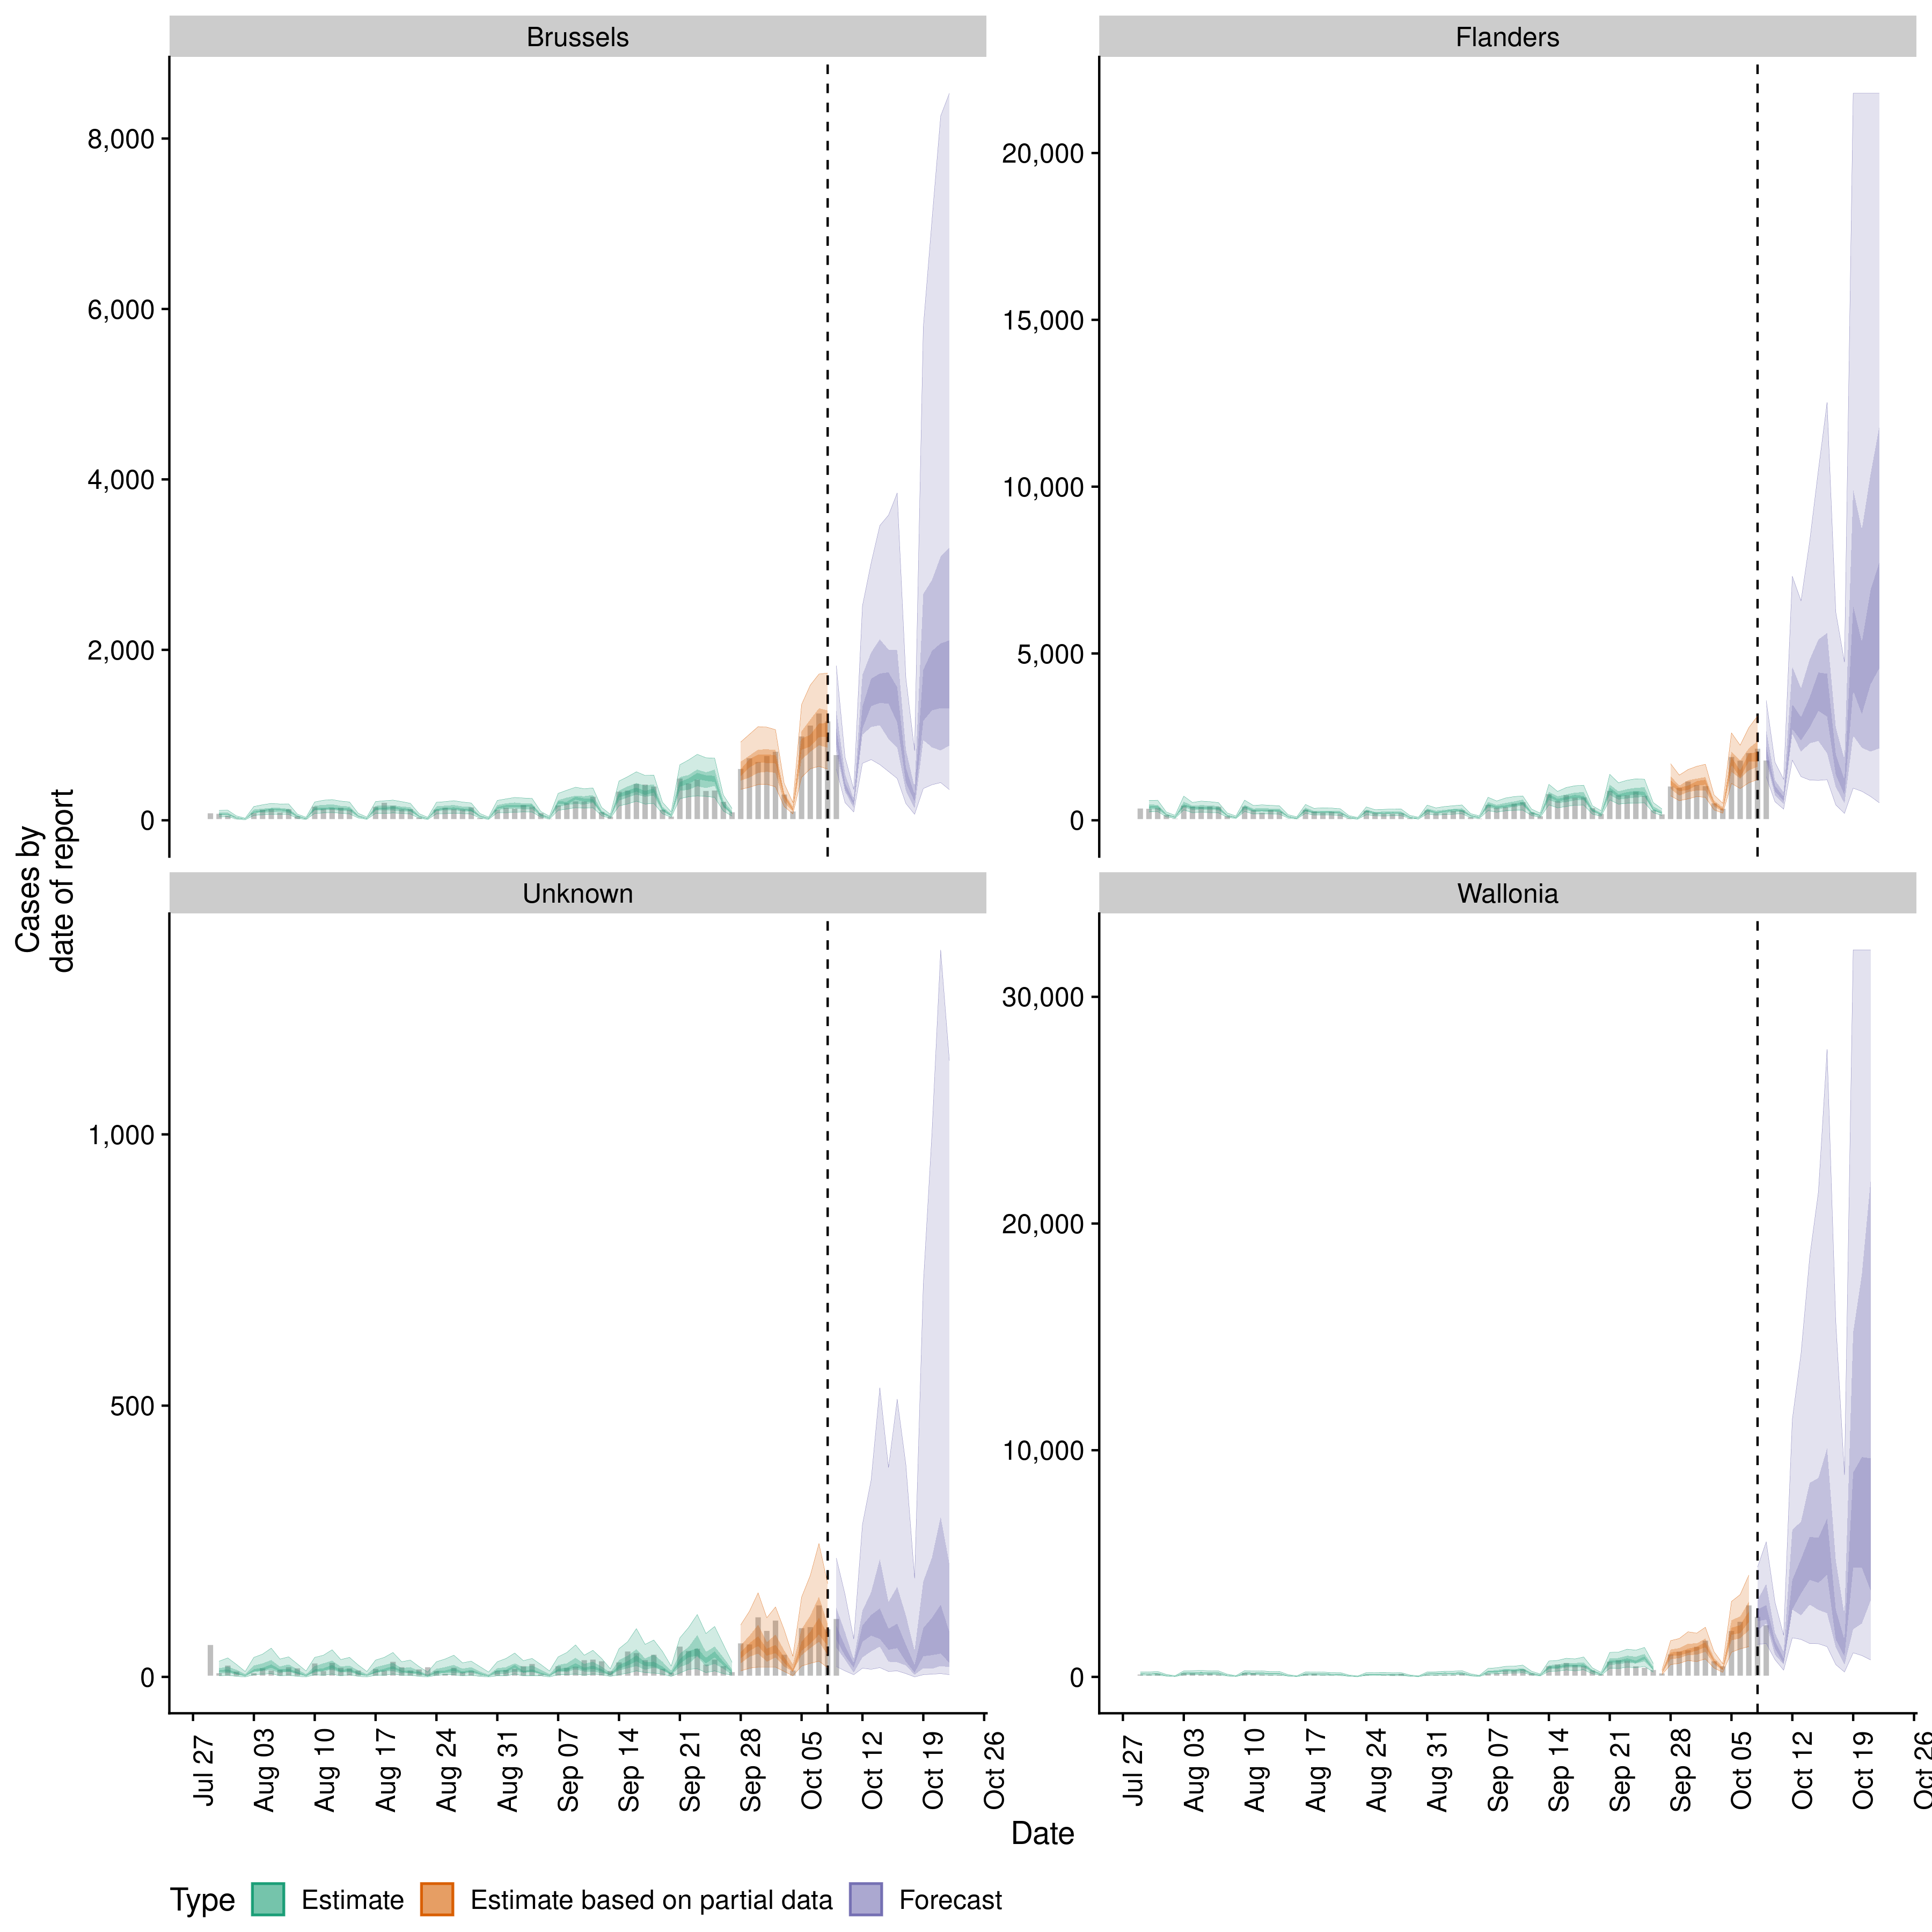 Brussels
Flanders
8,000
6,000
4,000
2,000
0
20,000
15,000
10,000
5,000
0
Cases by
date of report
Unknown
Wallonia
1,000
500
0
30,000
20,000
10,000
0
Jul 27
Aug 03
Aug 10
Aug 17
Aug 24
Aug 31
Sep 07
Sep 14
Sep 21
Sep 28
Oct 05
Oct 12
Oct 19
Oct 26
Jul 27
Aug 03
Aug 10
Aug 17
Aug 24
Aug 31
Sep 07
Sep 14
Sep 21
Sep 28
Oct 05
Oct 12
Oct 19
Oct 26
Date
Type Estimate Estimate based on partial data Forecast